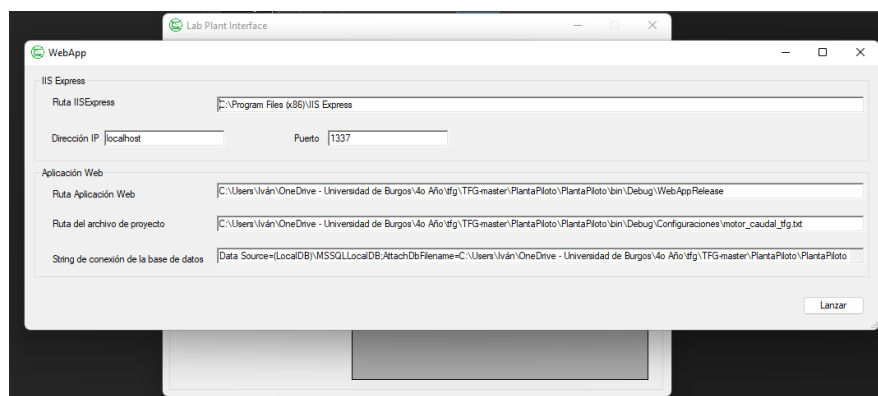 Lab Plant Interface
WebApp
IIS Express
Ruta IISExpress C:\Program Files (x86)\IIS Express
Dirección IP localhost Puerto 1337
Aplicación Web
Ruta Aplicación Web C:\Users\Iván\OneDrive - Universidad de Burgos\4o Año\tfg\TFG-master\PlantaPiloto\PlantaPiloto\bin\Debug\WebAppRelease
Ruta del archivo de proyecto C:\Users\Iván\OneDrive - Universidad de Burgos\4o Año\tfg\TFG-master\PlantaPiloto\PlantaPiloto\bin\Debug\Configuraciones\motor_caudal_tfg.txt
String de conexión de la base de datos Data Source=(LocalDB)\MSSQLLocalDB;AttachDbFilename=C:\Users\Iván\OneDrive - Universidad de Burgos\4o Año\tfg\TFG-master\PlantaPiloto\PlantaPiloto
Lanzar